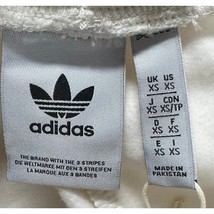 adidas
THE BRAND WITH THE 3 STRIPES
DIE WELTMARKE MIT DEN 3 STREIFEN
LA MARQUE AUX 3 BANDES
UK US
XS XS
J CDN
XS XS/TP
D F
XS XS
E I
XS XS
MADE IN
PAKISTAN